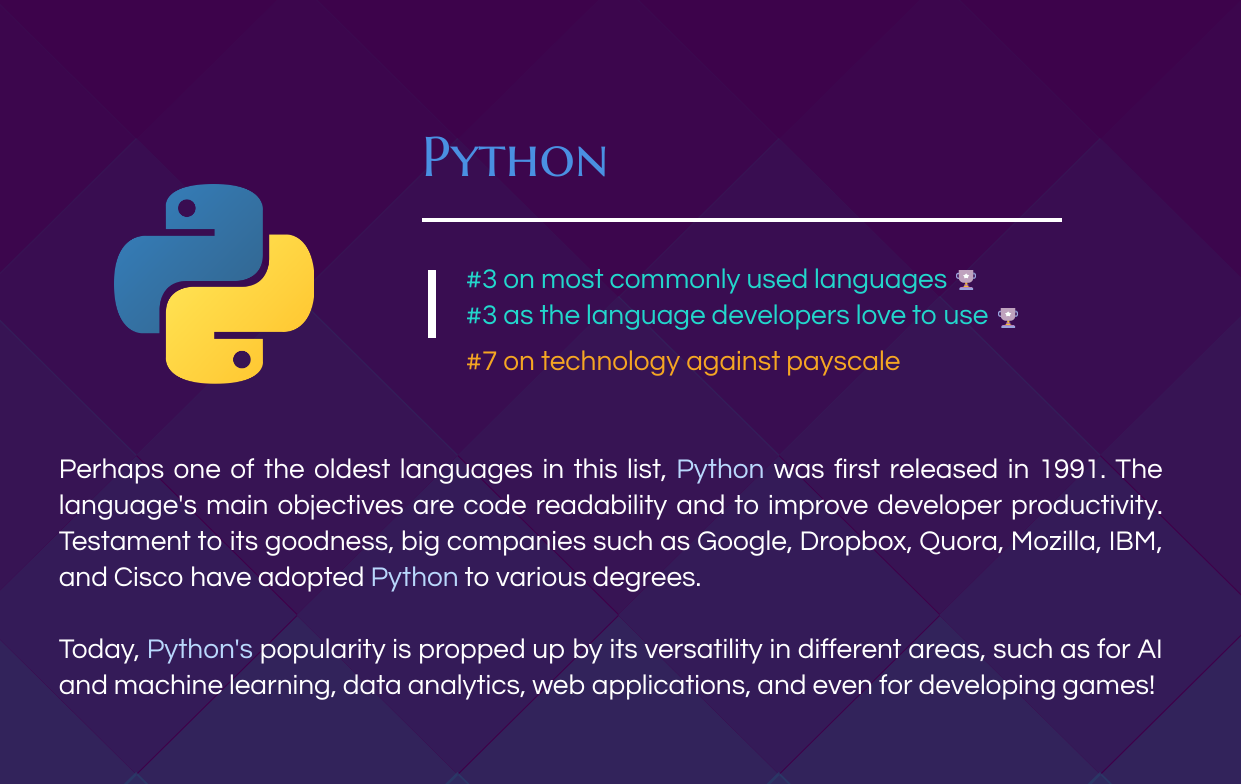 Python
#3 on most commonly used languages 🏆
#3 as the language developers love to use 🏆
#7 on technology against payscale
Perhaps one of the oldest languages in this list, Python was first released in 1991. The
language's main objectives are code readability and to improve developer productivity.
Testament to its goodness, big companies such as Google, Dropbox, Quora, Mozilla, IBM,
and Cisco have adopted Python to various degrees.
Today, Python's popularity is propped up by its versatility in different areas, such as for AI
and machine learning, data analytics, web applications, and even for developing games!